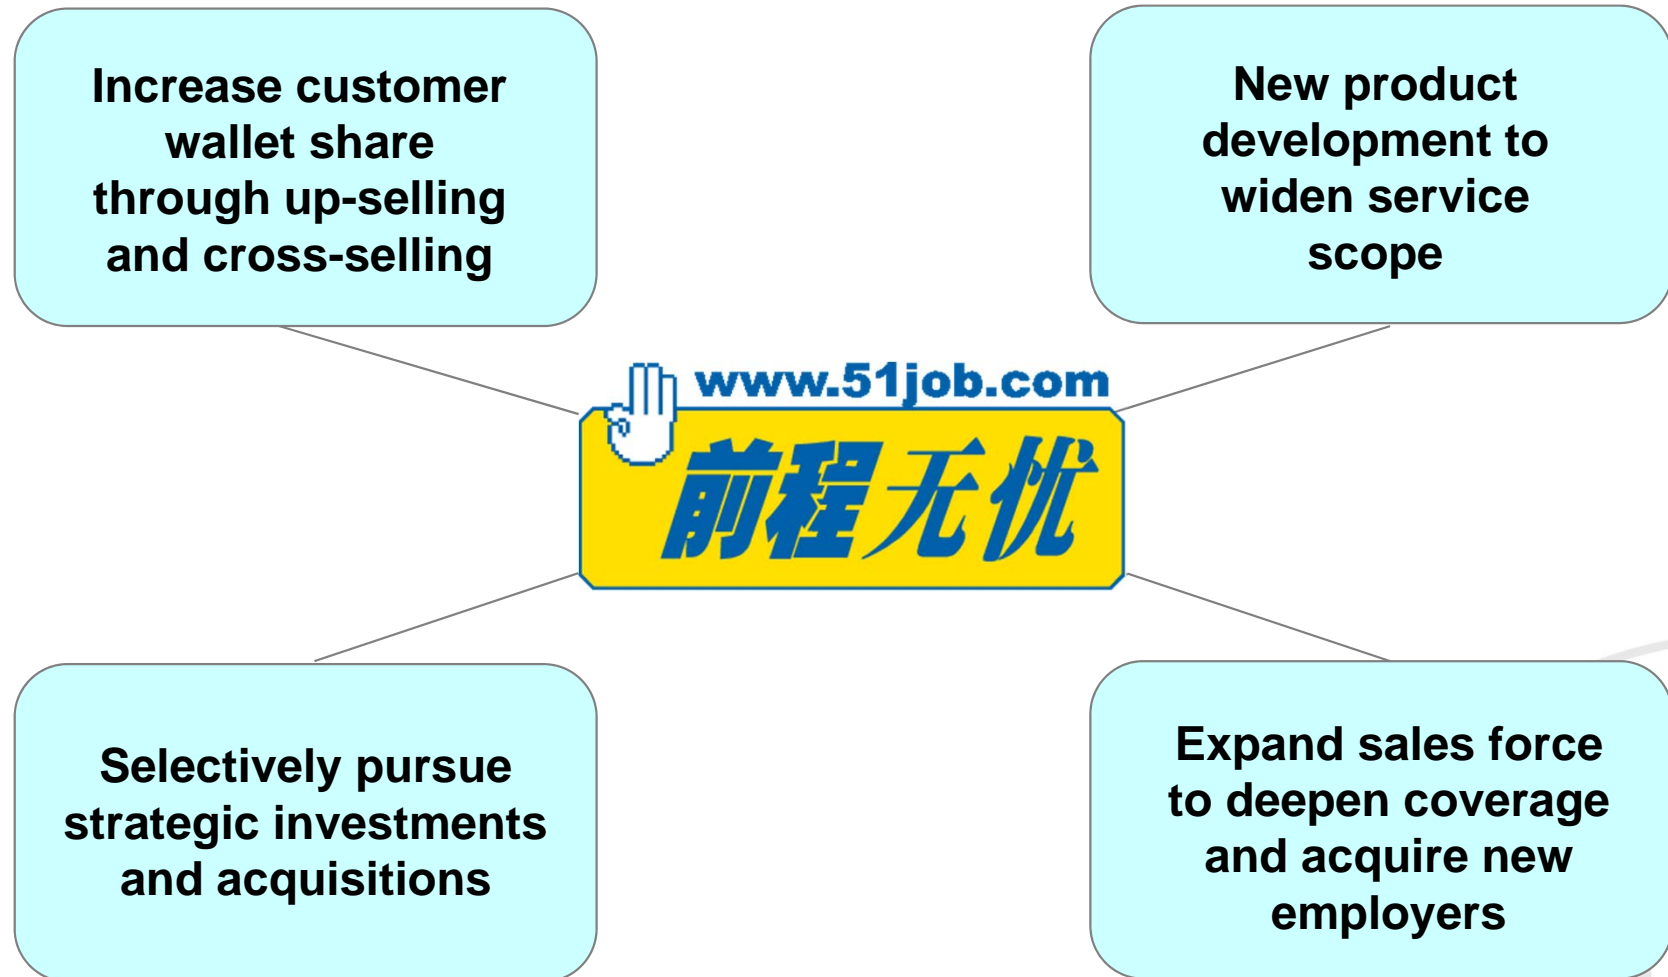 Increase customer
wallet share
through up-selling
and cross-selling
New product
development to
widen service
scope
www.51job.com
前程无忧
Selectively pursue
strategic investments
and acquisitions
Expand sales force
to deepen coverage
and acquire new
employers